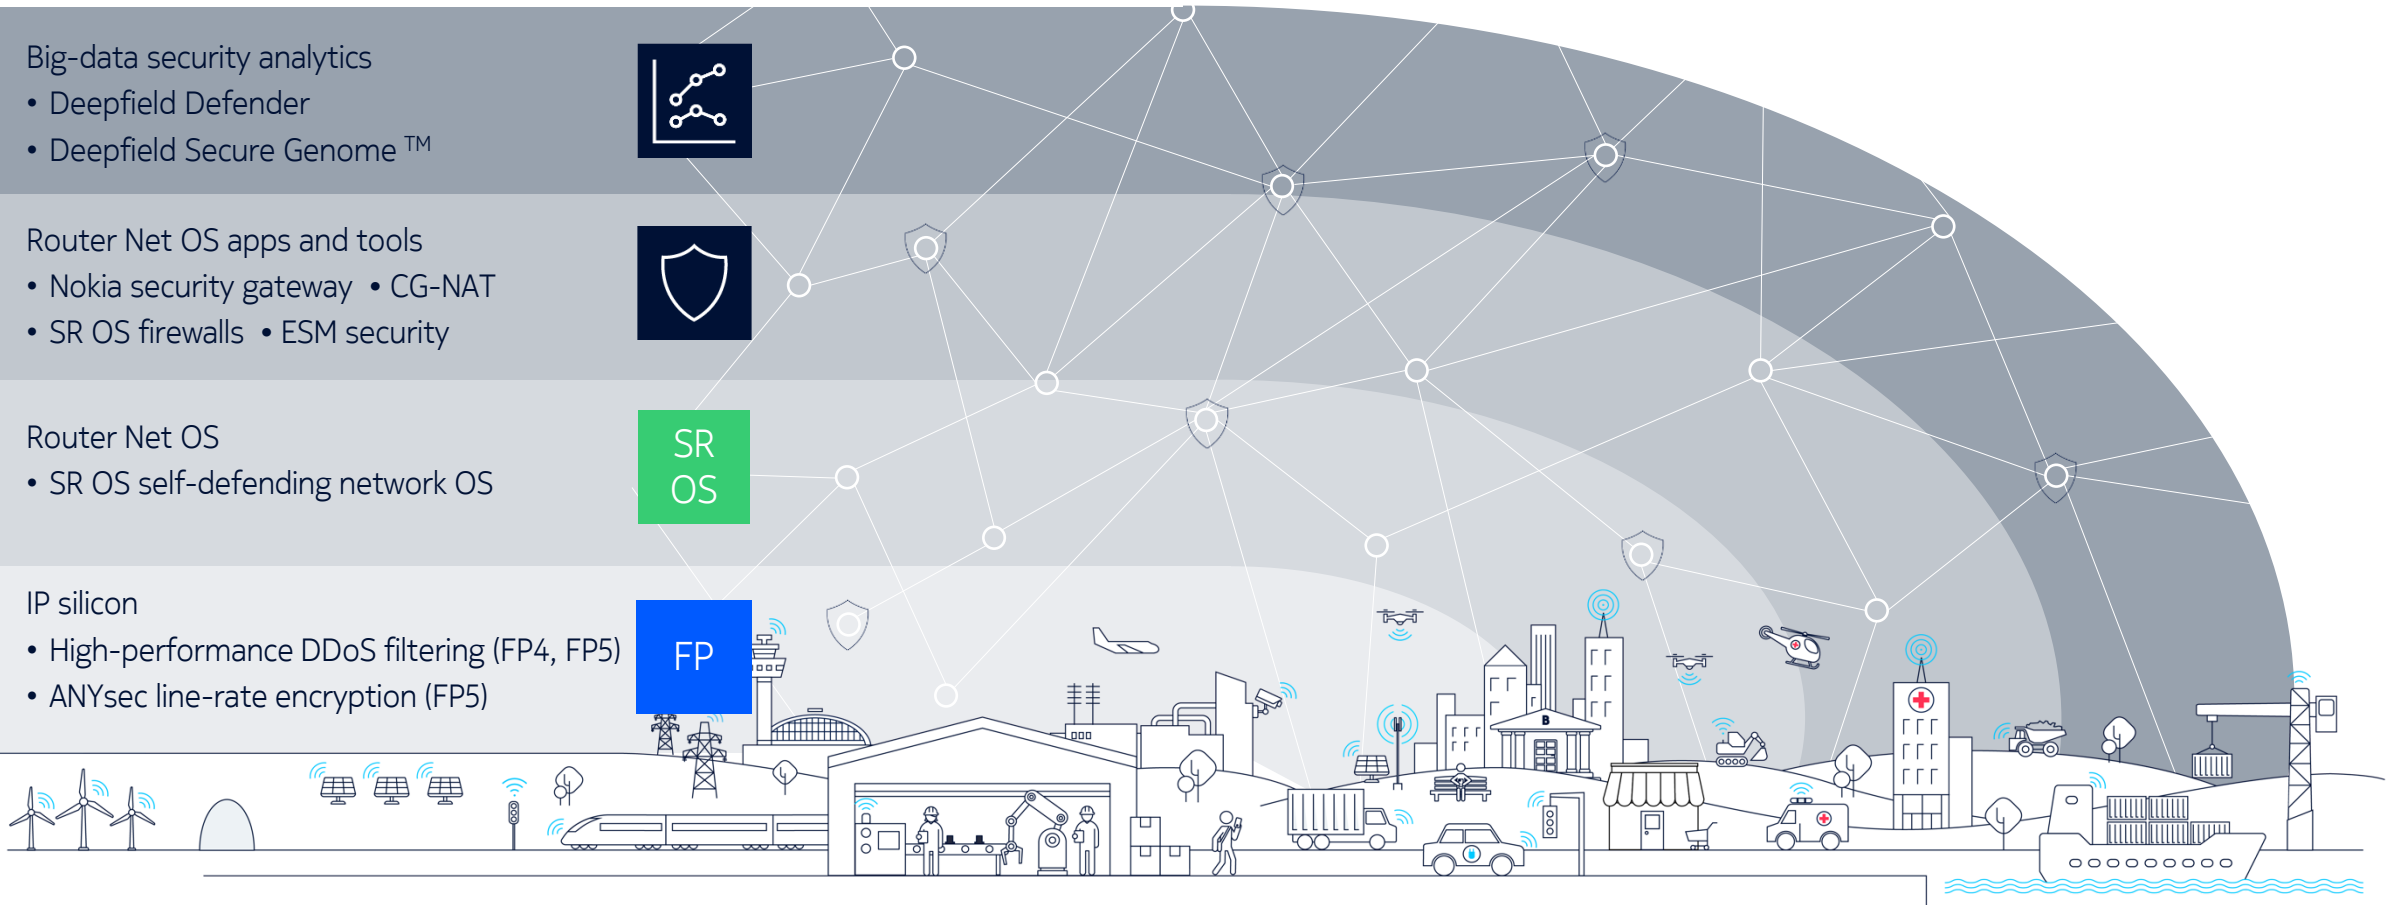 Big-data security analytics
• Deepfield Defender
• Deepfield Secure Genome ™
Router Net OS apps and tools
• Nokia security gateway • CG-NAT
• SR OS firewalls • ESM security
Router Net OS
• SR OS self-defending network OS
SR
OS
IP silicon
• High-performance DDoS filtering (FP4, FP5)
• ANYsec line-rate encryption (FP5)
FP
B